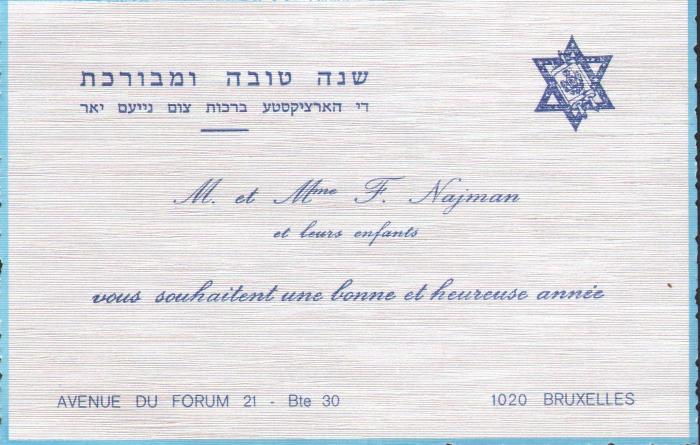 שנה טובה ומבורכת
די הארציקסטע ברכות צום נייעם יאר
M. et Mme F. Najman
et leurs enfants
vous souhaitent une bonne et heureuse année
AVENUE DU FORUM 21 - Bte 30
1020 BRUXELLES